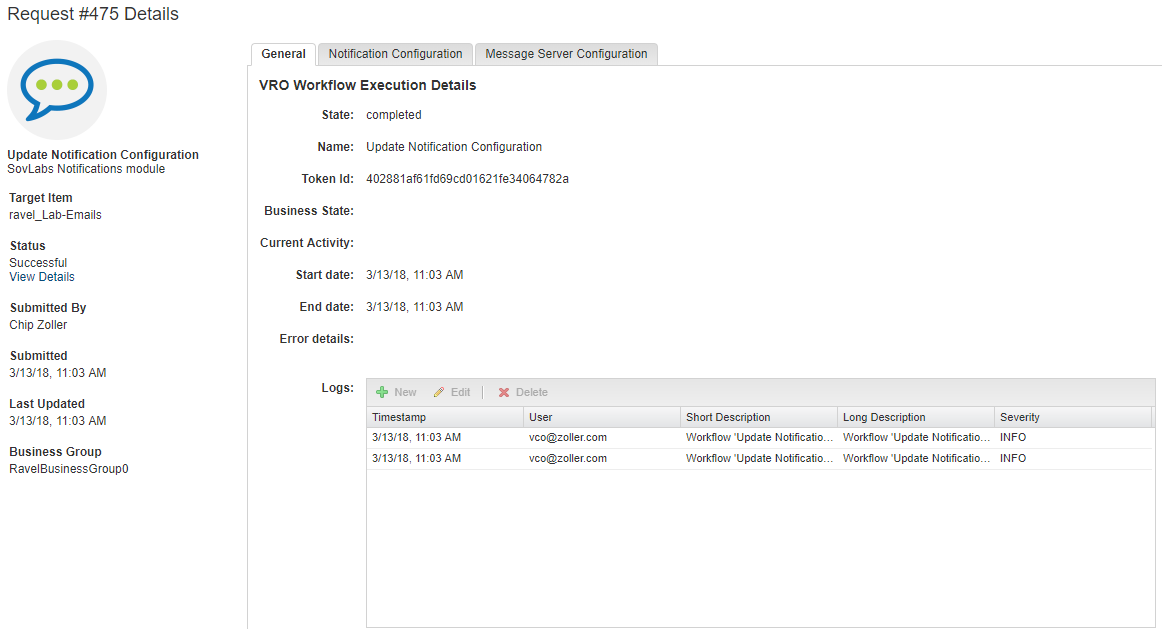 Request #475 Details
Update Notification Configuration
SovLabs Notifications module
Target Item
ravel_Lab-Emails
Status
Successful
View Details
Submitted By
Chip Zoller
Submitted
3/13/18, 11:03 AM
Last Updated
3/13/18, 11:03 AM
Business Group
RavelBusinessGroup0
General Notification Configuration Message Server Configuration
VRO Workflow Execution Details
State: completed
Name: Update Notification Configuration
Token Id: 402881af61fd69cd01621fe34064782a
Business State:
Current Activity:
Start date: 3/13/18, 11:03 AM
End date: 3/13/18, 11:03 AM
Error details:
Logs: New Edit | Delete
Timestamp User Short Description Long Description Severity
3/13/18, 11:03 AM vco@zoller.com Workflow 'Update Notificatio... Workflow 'Update Notificatio... INFO
3/13/18, 11:03 AM vco@zoller.com Workflow 'Update Notificatio... Workflow 'Update Notificatio... INFO